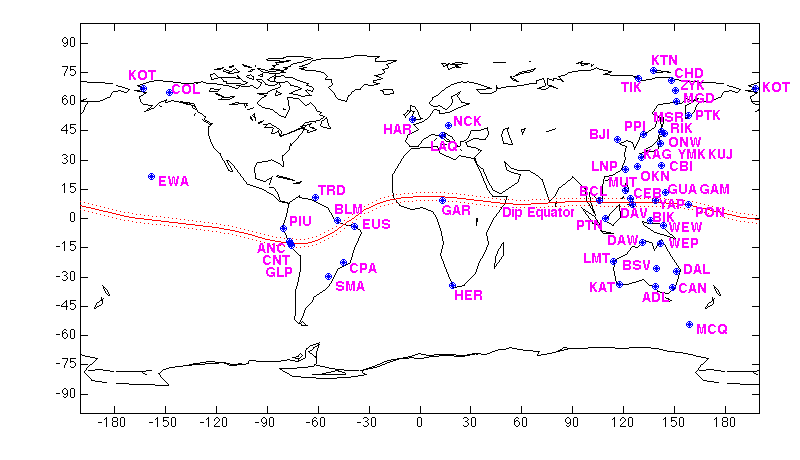 90
75
60
45
30
15
0
-15
-30
-45
-60
-75
-90
-180 -150 -120 -90 -60 -30 0 30 60 90 120 150 180
KTN
KOT
COL
CHD
TIK
ZYK
KOT
MGD
MSR
PTK
HAR
NCK
PPI
RIK
BJI
LAQ
ONW
KAG YMK KUJ
LNP
CBI
OKN
EWA
MUT
TRD
BCL
CEB
GUA GAM
BLM
GAR
Dip Equator
YAP
DAV
PON
PIU
EUS
PTN
BIK
WEW
ANC
DAW
WEP
CNT
LMT
GLP
CPA
BSV
DAL
SMA
HER
KAT
ADL
CAN
MCQ